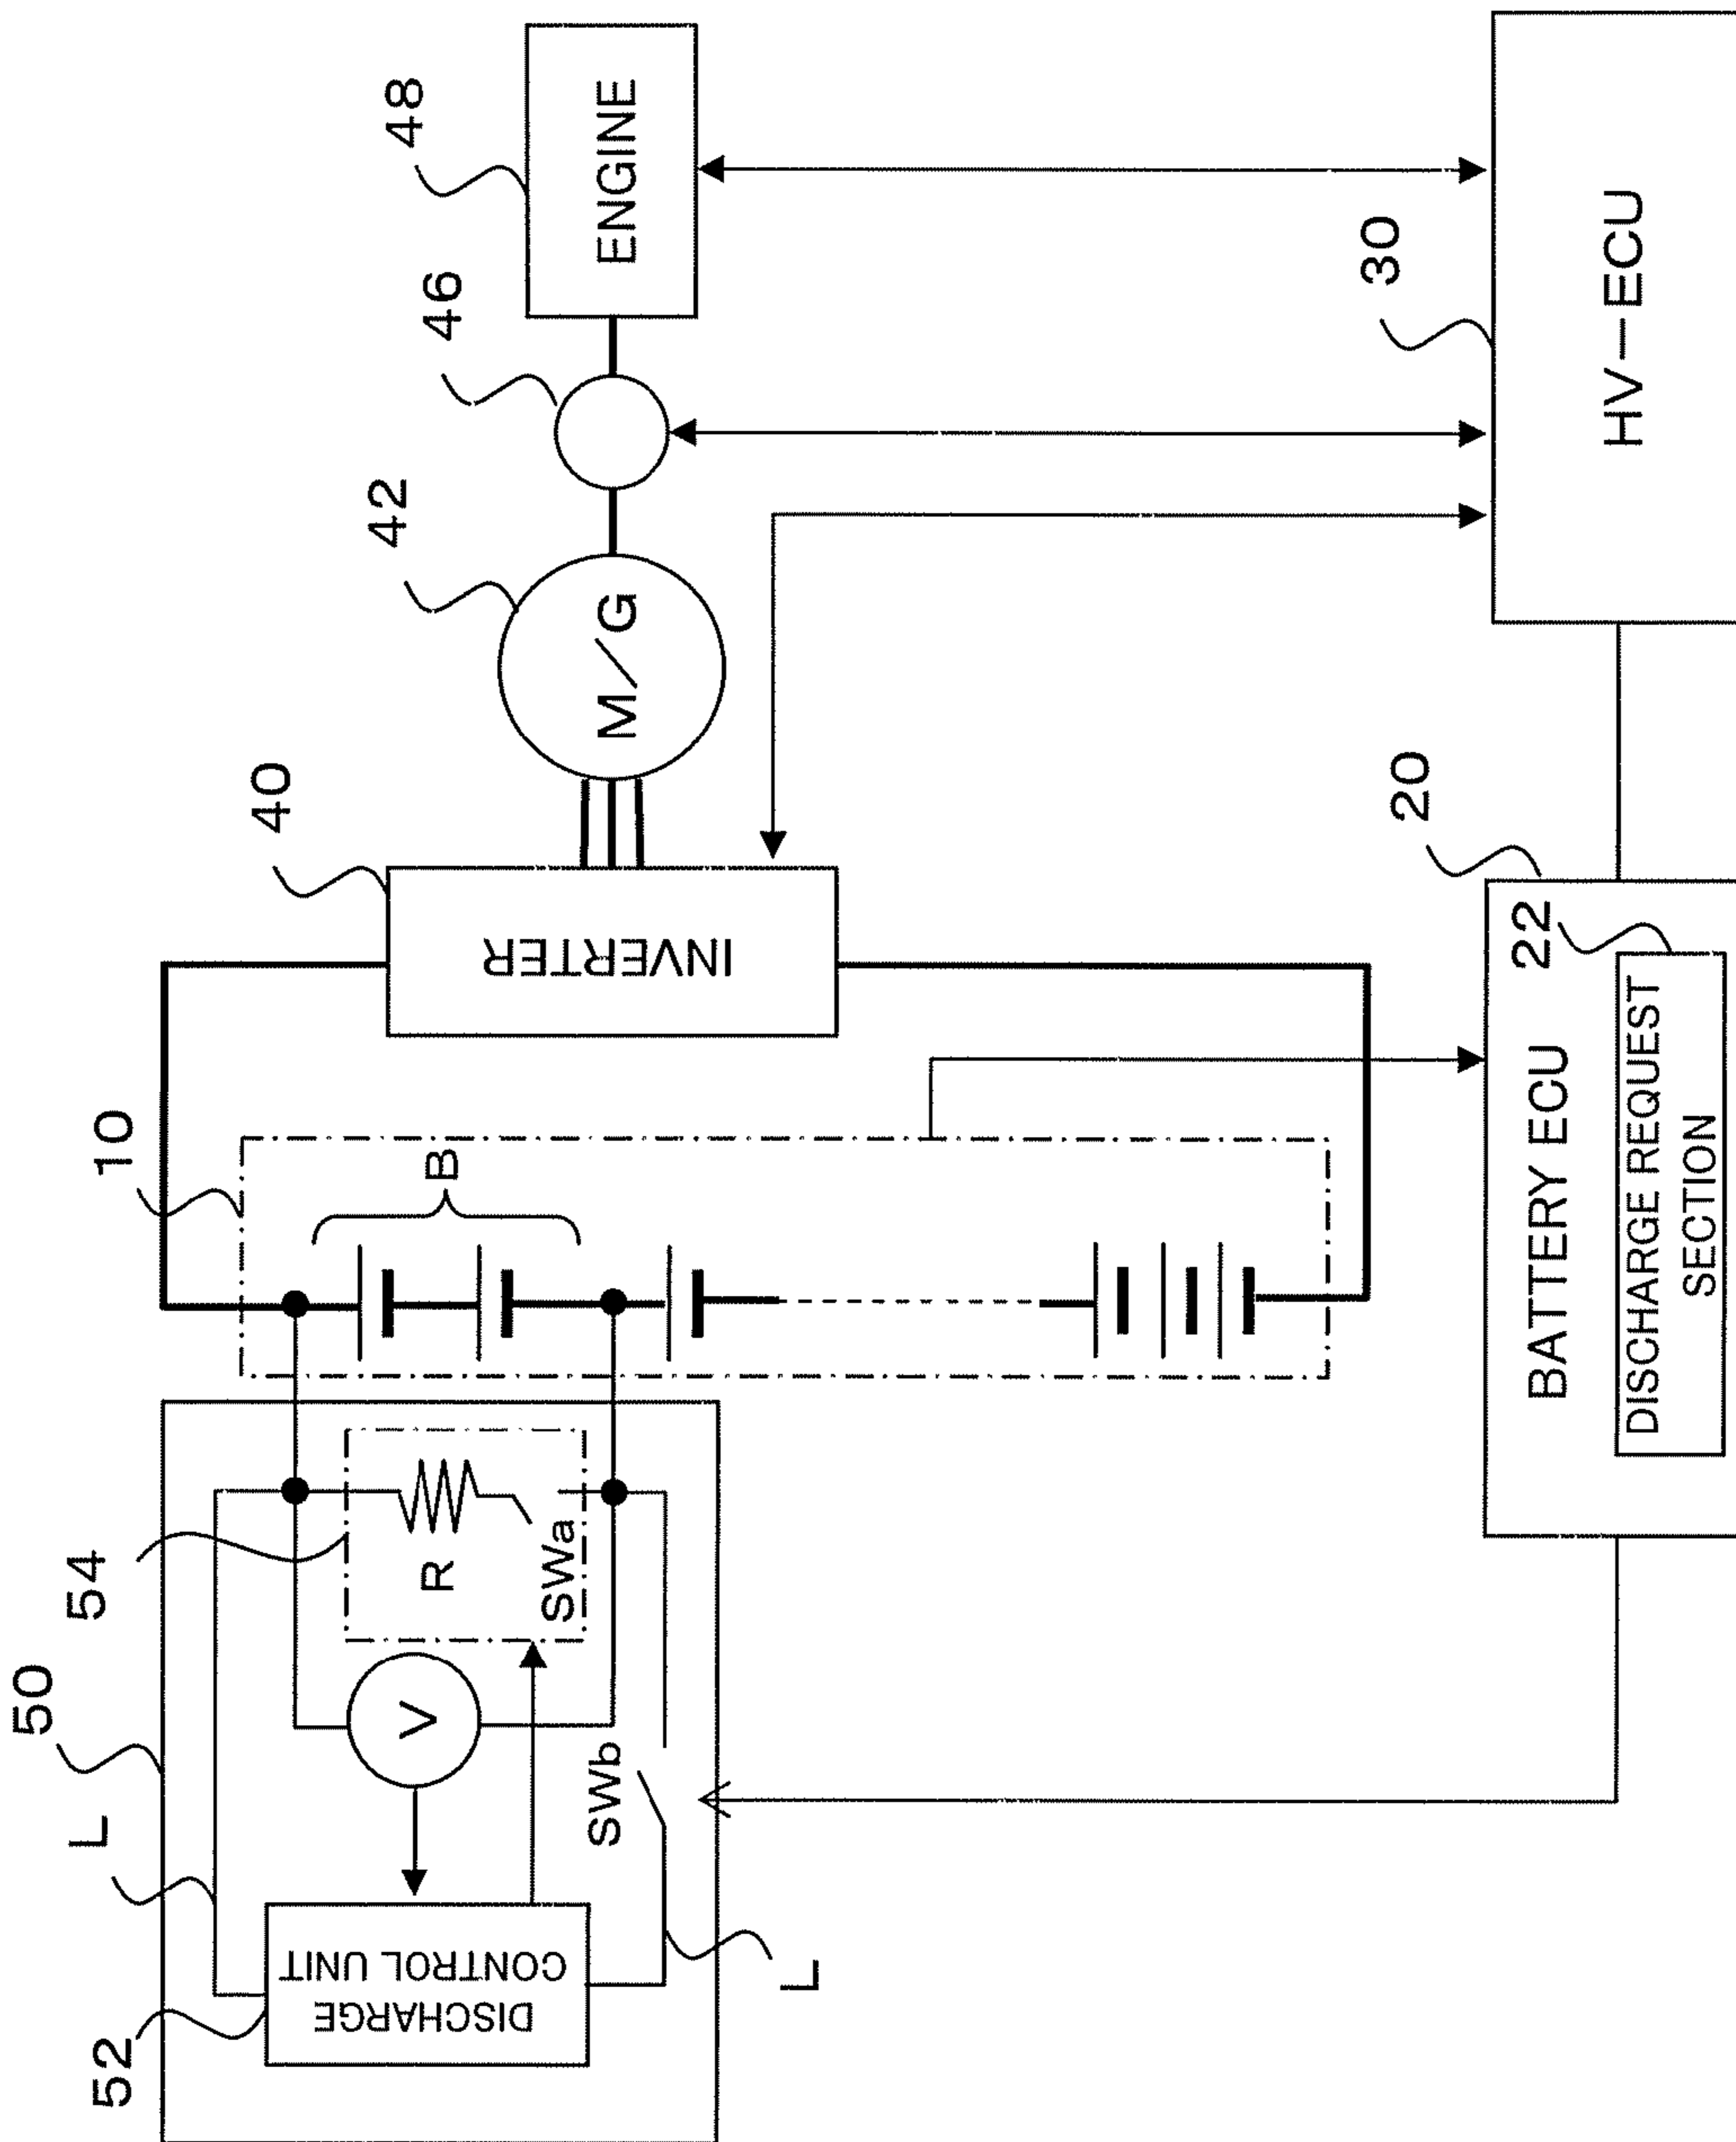 50
L
52
DISCHARGE
CONTROL UNIT
V
54
R
SWa
SWb
L
10
B
40
INVERTER
42
M/G
46
48
ENGINE
20
BATTERY ECU
22
DISCHARGE REQUEST
SECTION
30
HV-ECU